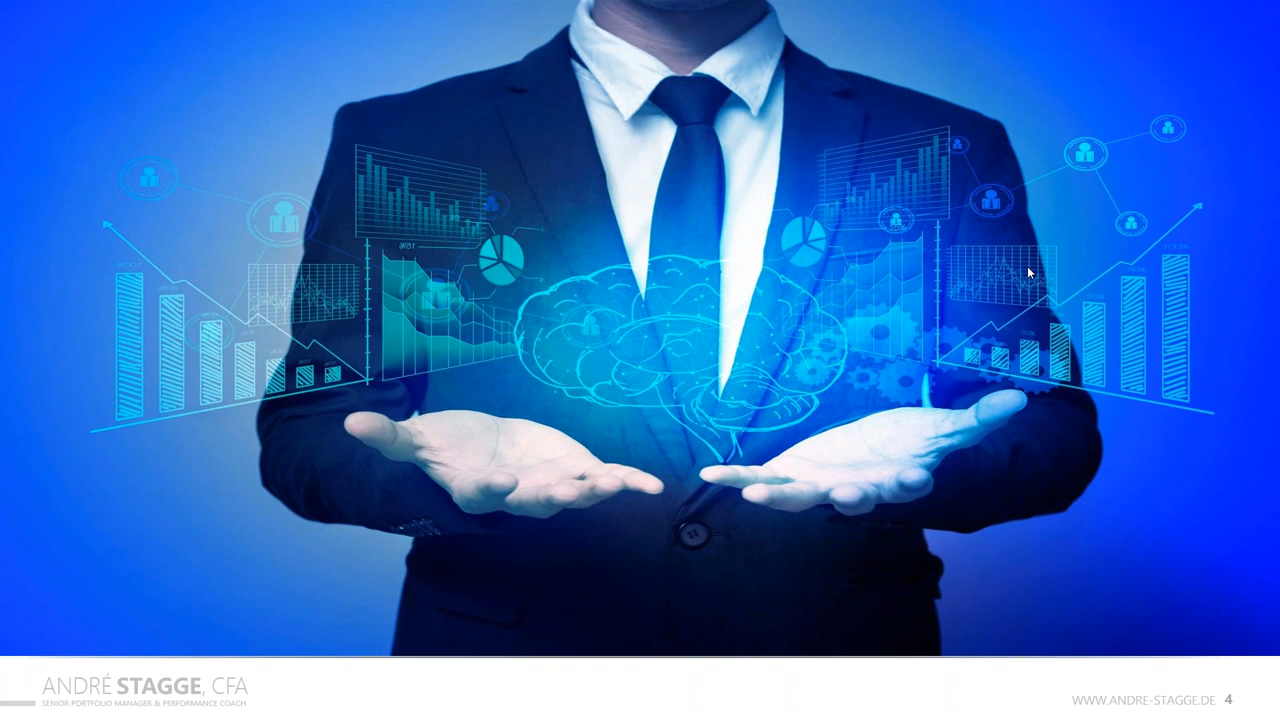 ANDRÉ STAGGE, CFA
SENIOR PORTFOLIO MANAGER & PERFORMANCE COACH
WWW.ANDRE-STAGGE.DE 4